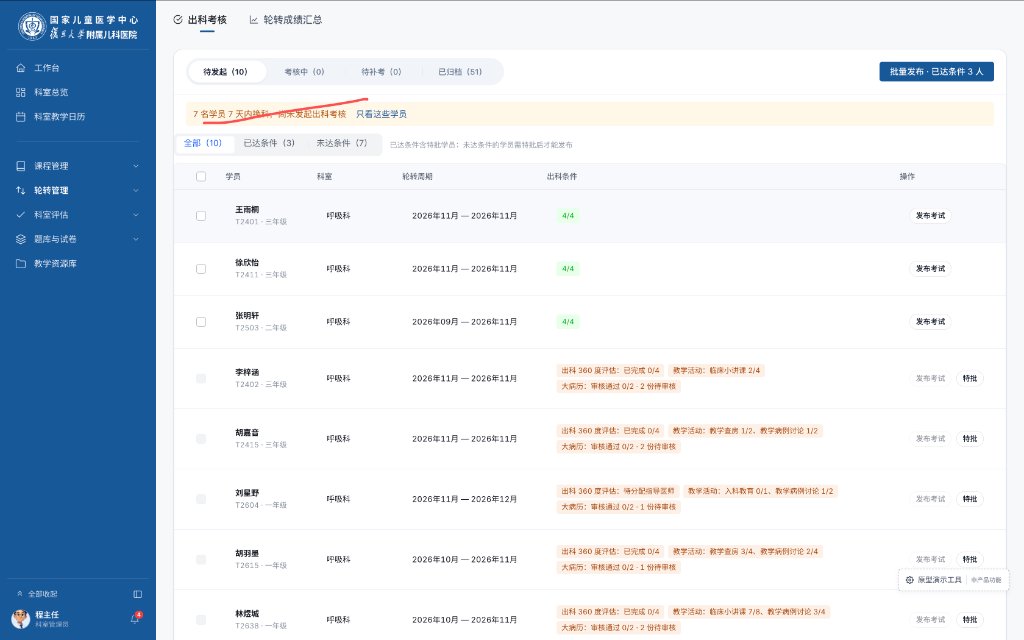 国家儿童医学中心
復旦大学附属儿科医院
工作台
科室总览
科室教学日历
课程管理
轮转管理
科室评估
题库与试卷
教学资源库
全部收起
程主任
科室管理员
4
出科考核
轮转成绩汇总
待发起 (10)
考核中 (0)
待补考 (0)
已归档 (51)
批量发布 · 已达条件 3 人
7 名学员 7 天内换科，尚未发起出科考核 只看这些学员
全部 (10)
已达条件 (3)
未达条件 (7)
已达条件含特批学员；未达条件的学员需特批后才能发布
学员 科室 轮转周期 出科条件 操作
王雨桐
T2401 · 三年级
呼吸科 2026年11月 — 2026年11月 4/4 发布考试
徐欣怡
T2411 · 三年级
呼吸科 2026年11月 — 2026年11月 4/4 发布考试
张明轩
T2503 · 二年级
呼吸科 2026年09月 — 2026年11月 4/4 发布考试
李梓涵
T2402 · 三年级
呼吸科 2026年11月 — 2026年11月
出科 360 度评估：已完成 0/4 教学活动：临床小讲课 2/4
大病历：审核通过 0/2 · 2 份待审核
发布考试 特批
胡嘉音
T2415 · 三年级
呼吸科 2026年11月 — 2026年11月
出科 360 度评估：已完成 0/4 教学活动：教学查房 1/2、教学病例讨论 1/2
大病历：审核通过 0/2 · 2 份待审核
发布考试 特批
刘星野
T2604 · 一年级
呼吸科 2026年11月 — 2026年12月
出科 360 度评估：待分配指导医师 教学活动：入科教育 0/1、教学病例讨论 1/2
大病历：审核通过 0/2 · 1 份待审核
发布考试 特批
胡羽墨
T2615 · 一年级
呼吸科 2026年10月 — 2026年11月
出科 360 度评估：已完成 0/4 教学活动：教学查房 3/4、教学病例讨论 2/4
大病历：审核通过 0/2 · 1 份待审核
发布考试 特批
原型演示工具 非产品功能
林煜城
T2638 · 一年级
呼吸科 2026年10月 — 2026年11月
出科 360 度评估：已完成 0/4 教学活动：临床小讲课 7/8、教学病例讨论 3/4
大病历：审核通过 0/2 · 2 份待审核
发布考试 特批